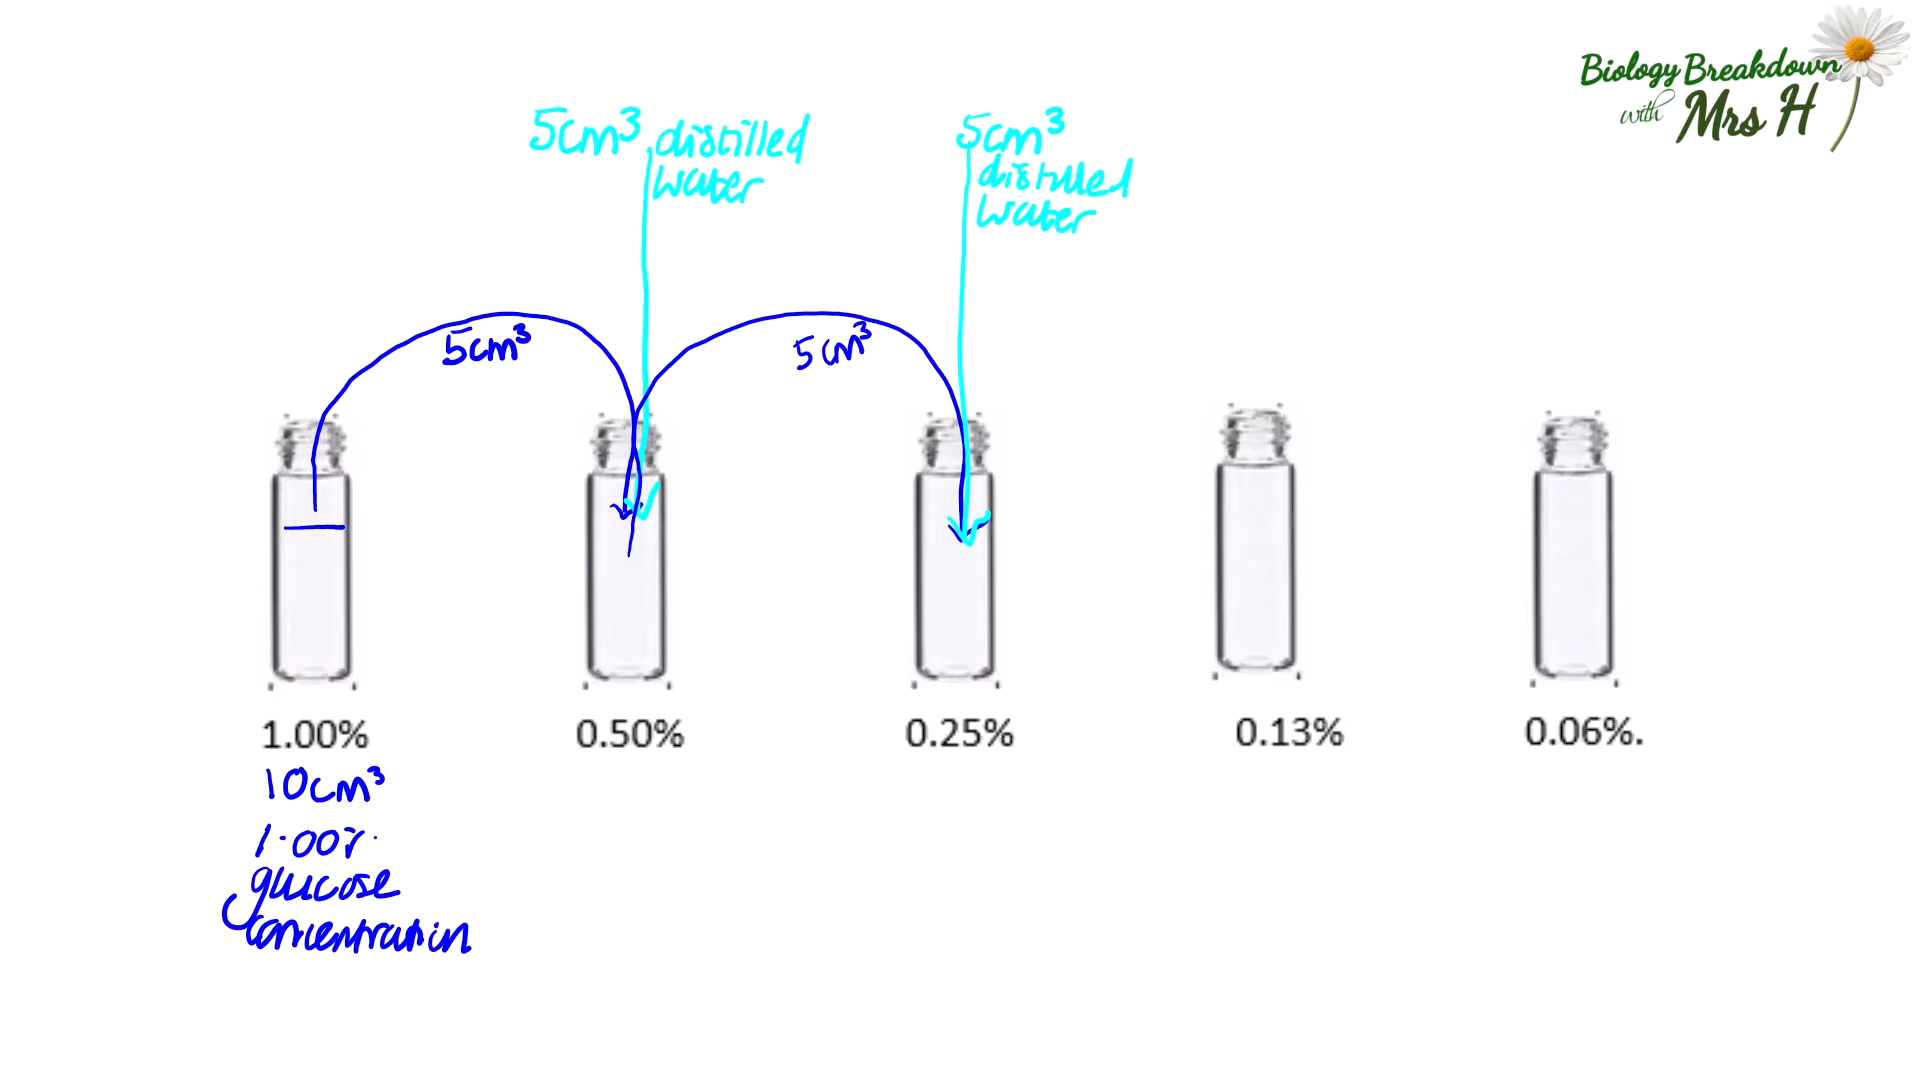 Biology Breakdown
with Mrs H
5cm³ distilled
water
5cm³
distilled
water
5cm³
5cm³
1.00%
0.50%
0.25%
0.13%
0.06%.
10cm³
1.00%
glucose
concentration